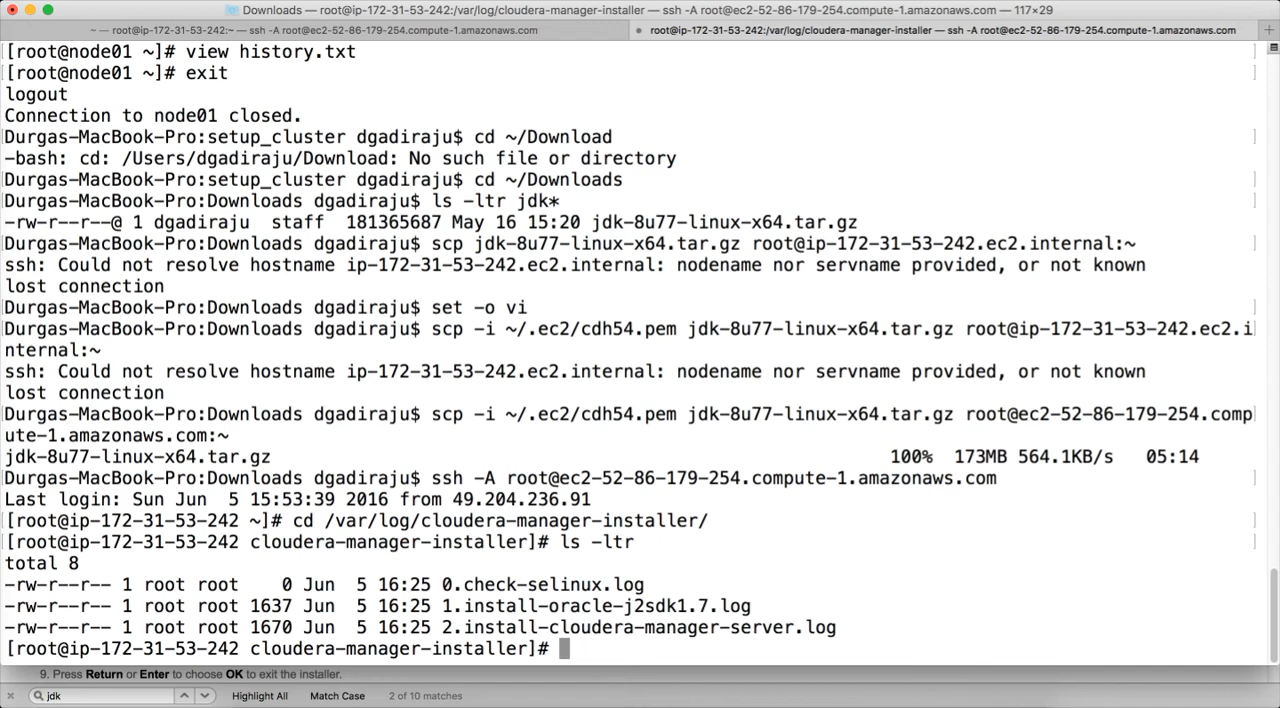 Downloads — root@ip-172-31-53-242:/var/log/cloudera-manager-installer — ssh -A root@ec2-52-86-179-254.compute-1.amazonaws.com — 117×29
~ — root@ip-172-31-53-242:~ — ssh -A root@ec2-52-86-179-254.compute-1.amazonaws.com
root@ip-172-31-53-242:/var/log/cloudera-manager-installer — ssh -A root@ec2-52-86-179-254.compute-1.amazonaws.com
[root@node01 ~]# view history.txt
[root@node01 ~]# exit
logout
Connection to node01 closed.
Durgas-MacBook-Pro:setup_cluster dgadiraju$ cd ~/Download
-bash: cd: /Users/dgadiraju/Download: No such file or directory
Durgas-MacBook-Pro:setup_cluster dgadiraju$ cd ~/Downloads
Durgas-MacBook-Pro:Downloads dgadiraju$ ls -ltr jdk*
-rw-r--r--@ 1 dgadiraju  staff  181365687 May 16 15:20 jdk-8u77-linux-x64.tar.gz
Durgas-MacBook-Pro:Downloads dgadiraju$ scp jdk-8u77-linux-x64.tar.gz root@ip-172-31-53-242.ec2.internal:~
ssh: Could not resolve hostname ip-172-31-53-242.ec2.internal: nodename nor servname provided, or not known
lost connection
Durgas-MacBook-Pro:Downloads dgadiraju$ set -o vi
Durgas-MacBook-Pro:Downloads dgadiraju$ scp -i ~/.ec2/cdh54.pem jdk-8u77-linux-x64.tar.gz root@ip-172-31-53-242.ec2.i
nternal:~
ssh: Could not resolve hostname ip-172-31-53-242.ec2.internal: nodename nor servname provided, or not known
lost connection
Durgas-MacBook-Pro:Downloads dgadiraju$ scp -i ~/.ec2/cdh54.pem jdk-8u77-linux-x64.tar.gz root@ec2-52-86-179-254.comp
ute-1.amazonaws.com:~
jdk-8u77-linux-x64.tar.gz 100% 173MB 564.1KB/s 05:14
Durgas-MacBook-Pro:Downloads dgadiraju$ ssh -A root@ec2-52-86-179-254.compute-1.amazonaws.com
Last login: Sun Jun  5 15:53:39 2016 from 49.204.236.91
[root@ip-172-31-53-242 ~]# cd /var/log/cloudera-manager-installer/
[root@ip-172-31-53-242 cloudera-manager-installer]# ls -ltr
total 8
-rw-r--r-- 1 root root    0 Jun  5 16:25 0.check-selinux.log
-rw-r--r-- 1 root root 1637 Jun  5 16:25 1.install-oracle-j2sdk1.7.log
-rw-r--r-- 1 root root 1670 Jun  5 16:25 2.install-cloudera-manager-server.log
[root@ip-172-31-53-242 cloudera-manager-installer]#
9. Press Return or Enter to choose OK to exit the installer.
jdk Highlight All Match Case 2 of 10 matches